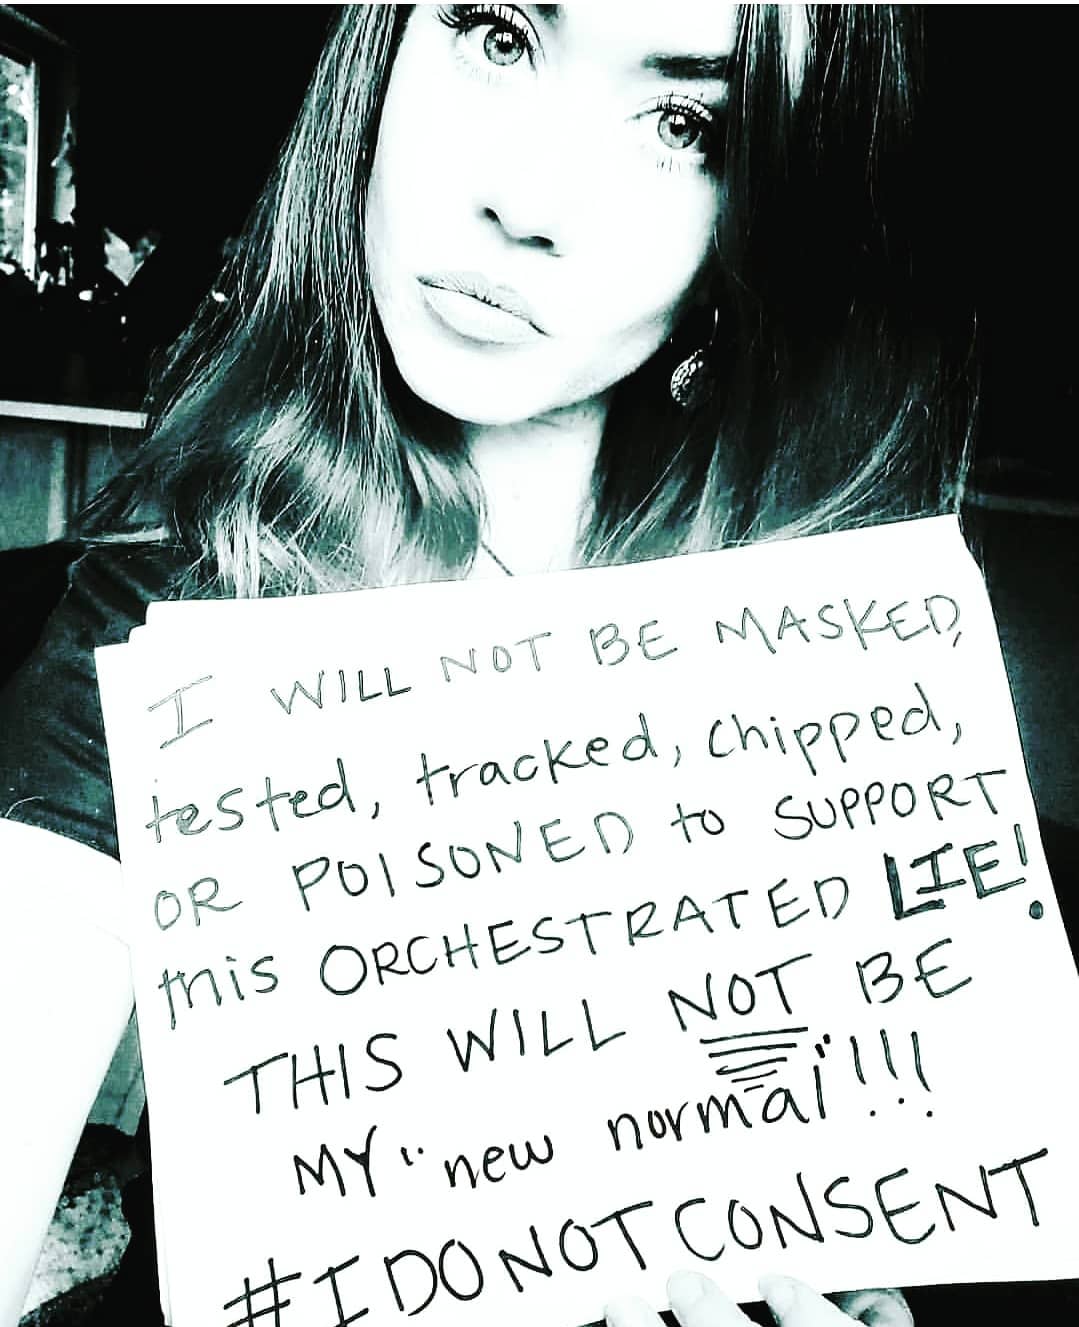 I WILL NOT BE MASKED,
tested, tracked, chipped,
OR POISONED to SUPPORT
this ORCHESTRATED LIE!
THIS WILL NOT BE
MY "new normal"!!!
#IDONOTCONSENT